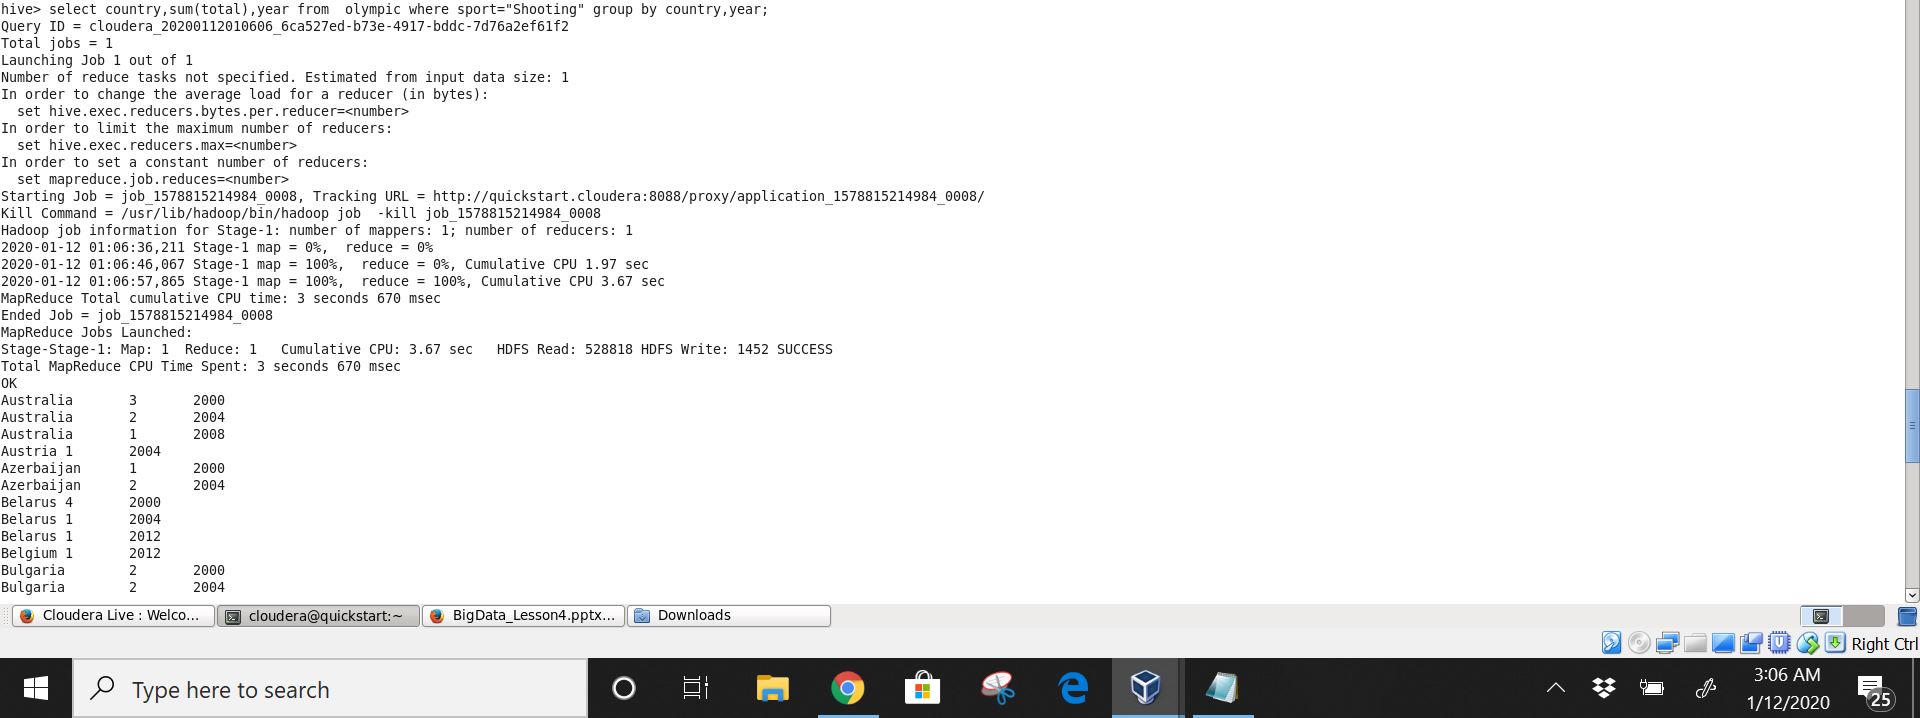 hive> select country,sum(total),year from  olympic where sport="Shooting" group by country,year;
Query ID = cloudera_20200112010606_6ca527ed-b73e-4917-bddc-7d76a2ef61f2
Total jobs = 1
Launching Job 1 out of 1
Number of reduce tasks not specified. Estimated from input data size: 1
In order to change the average load for a reducer (in bytes):
  set hive.exec.reducers.bytes.per.reducer=<number>
In order to limit the maximum number of reducers:
  set hive.exec.reducers.max=<number>
In order to set a constant number of reducers:
  set mapreduce.job.reduces=<number>
Starting Job = job_1578815214984_0008, Tracking URL = http://quickstart.cloudera:8088/proxy/application_1578815214984_0008/
Kill Command = /usr/lib/hadoop/bin/hadoop job  -kill job_1578815214984_0008
Hadoop job information for Stage-1: number of mappers: 1; number of reducers: 1
2020-01-12 01:06:36,211 Stage-1 map = 0%,  reduce = 0%
2020-01-12 01:06:46,067 Stage-1 map = 100%,  reduce = 0%, Cumulative CPU 1.97 sec
2020-01-12 01:06:57,865 Stage-1 map = 100%,  reduce = 100%, Cumulative CPU 3.67 sec
MapReduce Total cumulative CPU time: 3 seconds 670 msec
Ended Job = job_1578815214984_0008
MapReduce Jobs Launched:
Stage-Stage-1: Map: 1  Reduce: 1   Cumulative CPU: 3.67 sec   HDFS Read: 528818 HDFS Write: 1452 SUCCESS
Total MapReduce CPU Time Spent: 3 seconds 670 msec
OK
Australia       3       2000
Australia       2       2004
Australia       1       2008
Austria 1       2004
Azerbaijan      1       2000
Azerbaijan      2       2004
Belarus 4       2000
Belarus 1       2004
Belarus 1       2012
Belgium 1       2012
Bulgaria        2       2000
Bulgaria        2       2004
Cloudera Live : Welco... cloudera@quickstart:~ BigData_Lesson4.pptx... Downloads
Right Ctrl
Type here to search
3:06 AM
1/12/2020
25